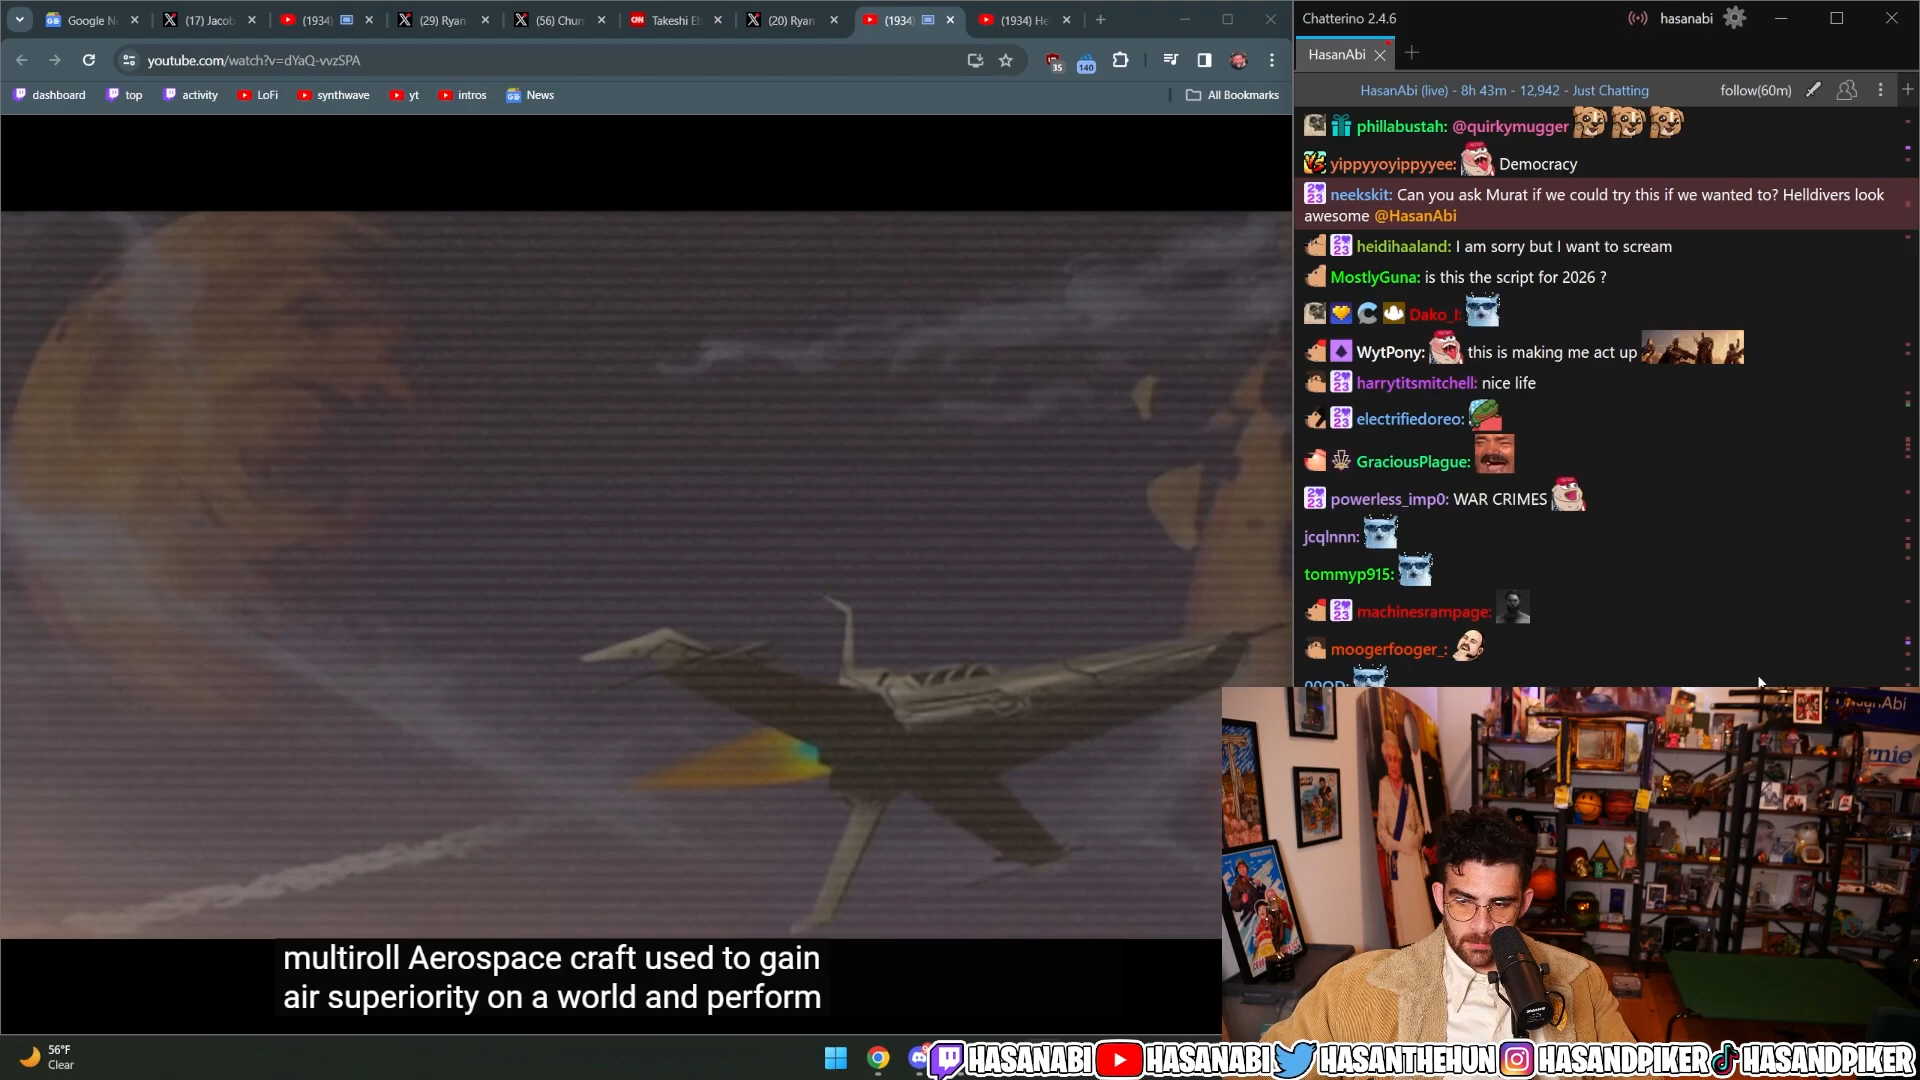 Google N
(17) Jacob
(1934)
(29) Ryan
(56) Chun
Takeshi E
(20) Ryan
(1934)
(1934) He
youtube.com/watch?v=dYaQ-vvzSPA
35
140
dashboard
top
activity
LoFi
synthwave
yt
intros
News
All Bookmarks
Chatterino 2.4.6
hasanabi
HasanAbi
HasanAbi (live) - 8h 43m - 12,942 - Just Chatting
follow(60m)
phillabustah: @quirkymugger
yippyyoyippyyee: Democracy
neekskit: Can you ask Murat if we could try this if we wanted to? Helldivers look
awesome @HasanAbi
heidihaaland: I am sorry but I want to scream
MostlyGuna: is this the script for 2026 ?
Dako_I:
WytPony: this is making me act up
harrytitsmitchell: nice life
electrifiedoreo:
GraciousPlague:
powerless_imp0: WAR CRIMES
jcqlnnn:
tommyp915:
machinesrampage:
moogerfooger_:
multiroll Aerospace craft used to gain
air superiority on a world and perform
56°F
Clear
HASANABI HASANABI HASANTHEHUN HASANDPIKER HASANDPIKER